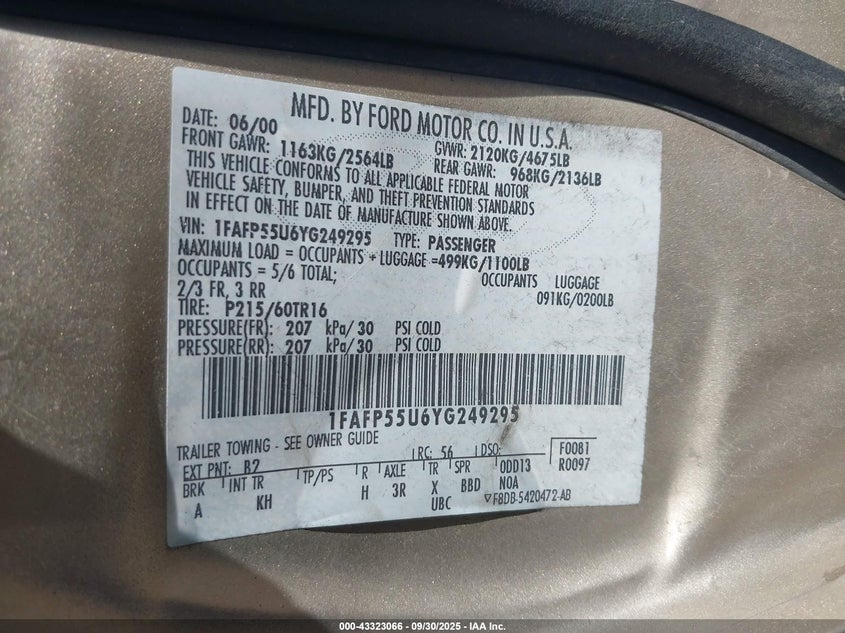 MFD. BY FORD MOTOR CO. IN U.S.A.
DATE: 06/00 GVWR: 2120KG/4675LB
FRONT GAWR: 1163KG/2564LB REAR GAWR: 968KG/2136LB
THIS VEHICLE CONFORMS TO ALL APPLICABLE FEDERAL MOTOR
VEHICLE SAFETY, BUMPER, AND THEFT PREVENTION STANDARDS
IN EFFECT ON THE DATE OF MANUFACTURE SHOWN ABOVE.
VIN: 1FAFP55U6YG249295 TYPE: PASSENGER
MAXIMUM LOAD = OCCUPANTS + LUGGAGE =499KG/1100LB
OCCUPANTS = 5/6 TOTAL; OCCUPANTS LUGGAGE
2/3 FR, 3 RR 091KG/0200LB
TIRE: P215/60TR16
PRESSURE(FR): 207 kPa/30 PSI COLD
PRESSURE(RR): 207 kPa/30 PSI COLD
1FAFP55U6YG249295
TRAILER TOWING - SEE OWNER GUIDE F0081
EXT PNT: B2 RC: 56 DSO: R0097
BRK INT TR TP/PS R AXLE TR SPR 0DD13
A KH H 3R X BBD NOA
UBC F8DB-5420472-AB
000-43323066 - 09/30/2025 - IAA Inc.